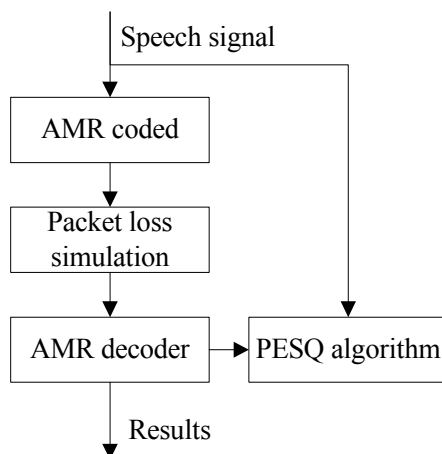 Speech signal
AMR coded
Packet loss
simulation
AMR decoder
PESQ algorithm
Results